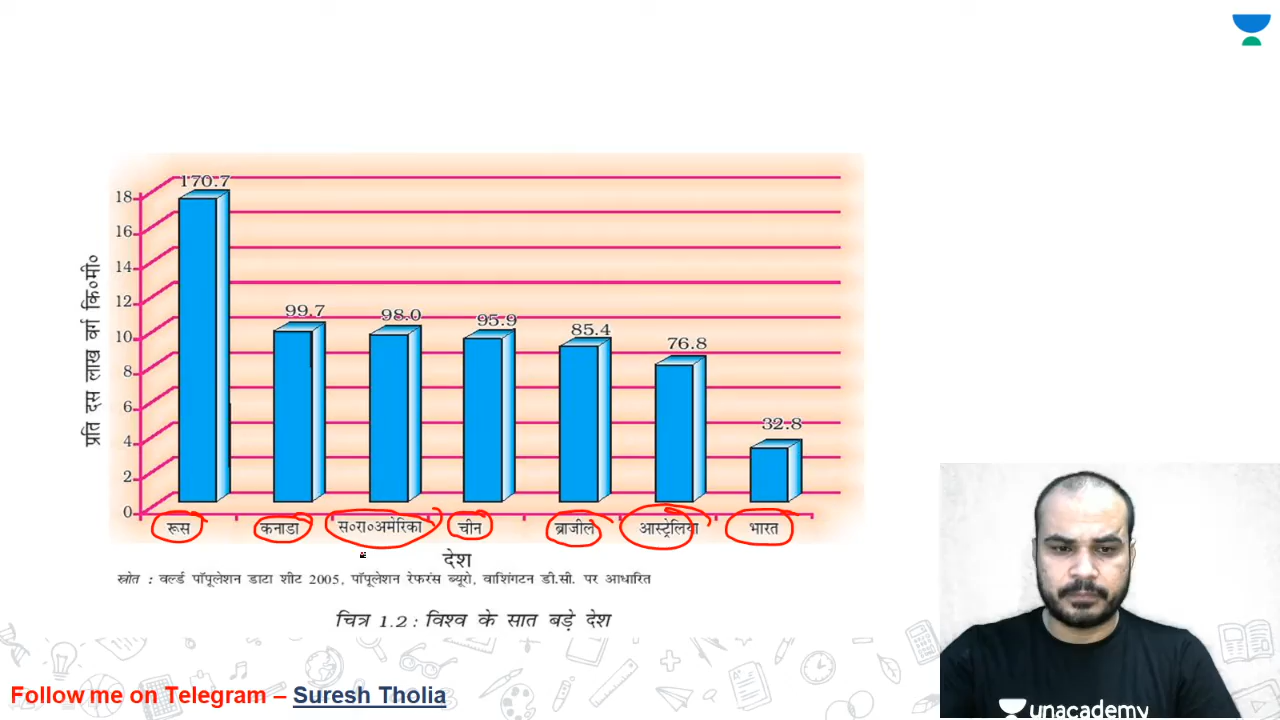 170.7
99.7
98.0
95.9
85.4
76.8
32.8
18
16
14
12
10
8
6
4
2
0
प्रति दस लाख वर्ग कि०मी०
रूस कनाडा स०रा०अमेरिका चीन ब्राजील आस्ट्रेलिया भारत
देश
स्रोत : वर्ल्ड पॉपूलेशन डाटा शीट 2005, पॉपूलेशन रेफरंस ब्यूरो, वाशिंगटन डी.सी. पर आधारित
चित्र 1.2 : विश्व के सात बड़े देश
Follow me on Telegram – Suresh Tholia
unacademy